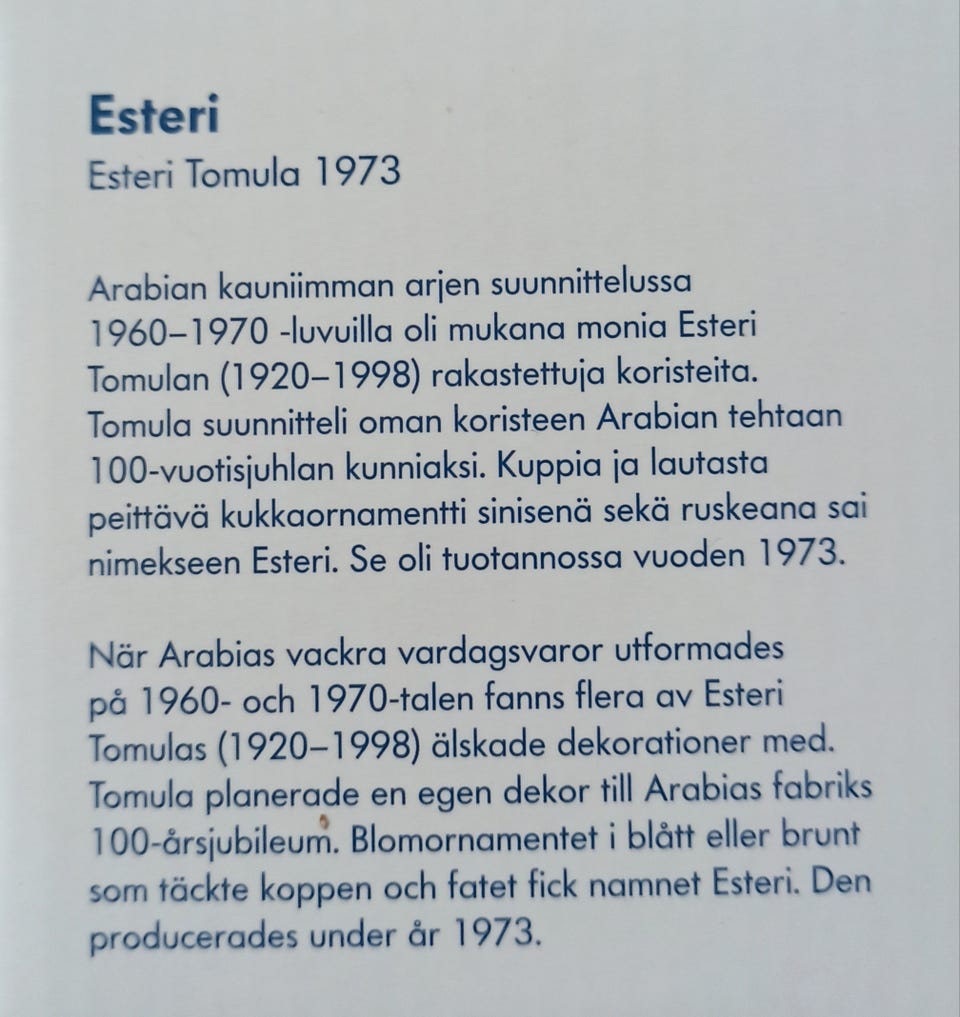 Esteri
Esteri Tomula 1973
Arabian kauniimman arjen suunnittelussa
1960–1970 -luvuilla oli mukana monia Esteri
Tomulan (1920–1998) rakastettuja koristeita.
Tomula suunnitteli oman koristeen Arabian tehtaan
100-vuotisjuhlan kunniaksi. Kuppia ja lautasta
peittävä kukkaornamentti sinisenä sekä ruskeana sai
nimekseen Esteri. Se oli tuotannossa vuoden 1973.
När Arabias vackra vardagsvaror utformades
på 1960- och 1970-talen fanns flera av Esteri
Tomulas (1920–1998) älskade dekorationer med.
Tomula planerade en egen dekor till Arabias fabriks
100-årsjubileum. Blomornamentet i blått eller brunt
som täckte koppen och fatet fick namnet Esteri. Den
producerades under år 1973.